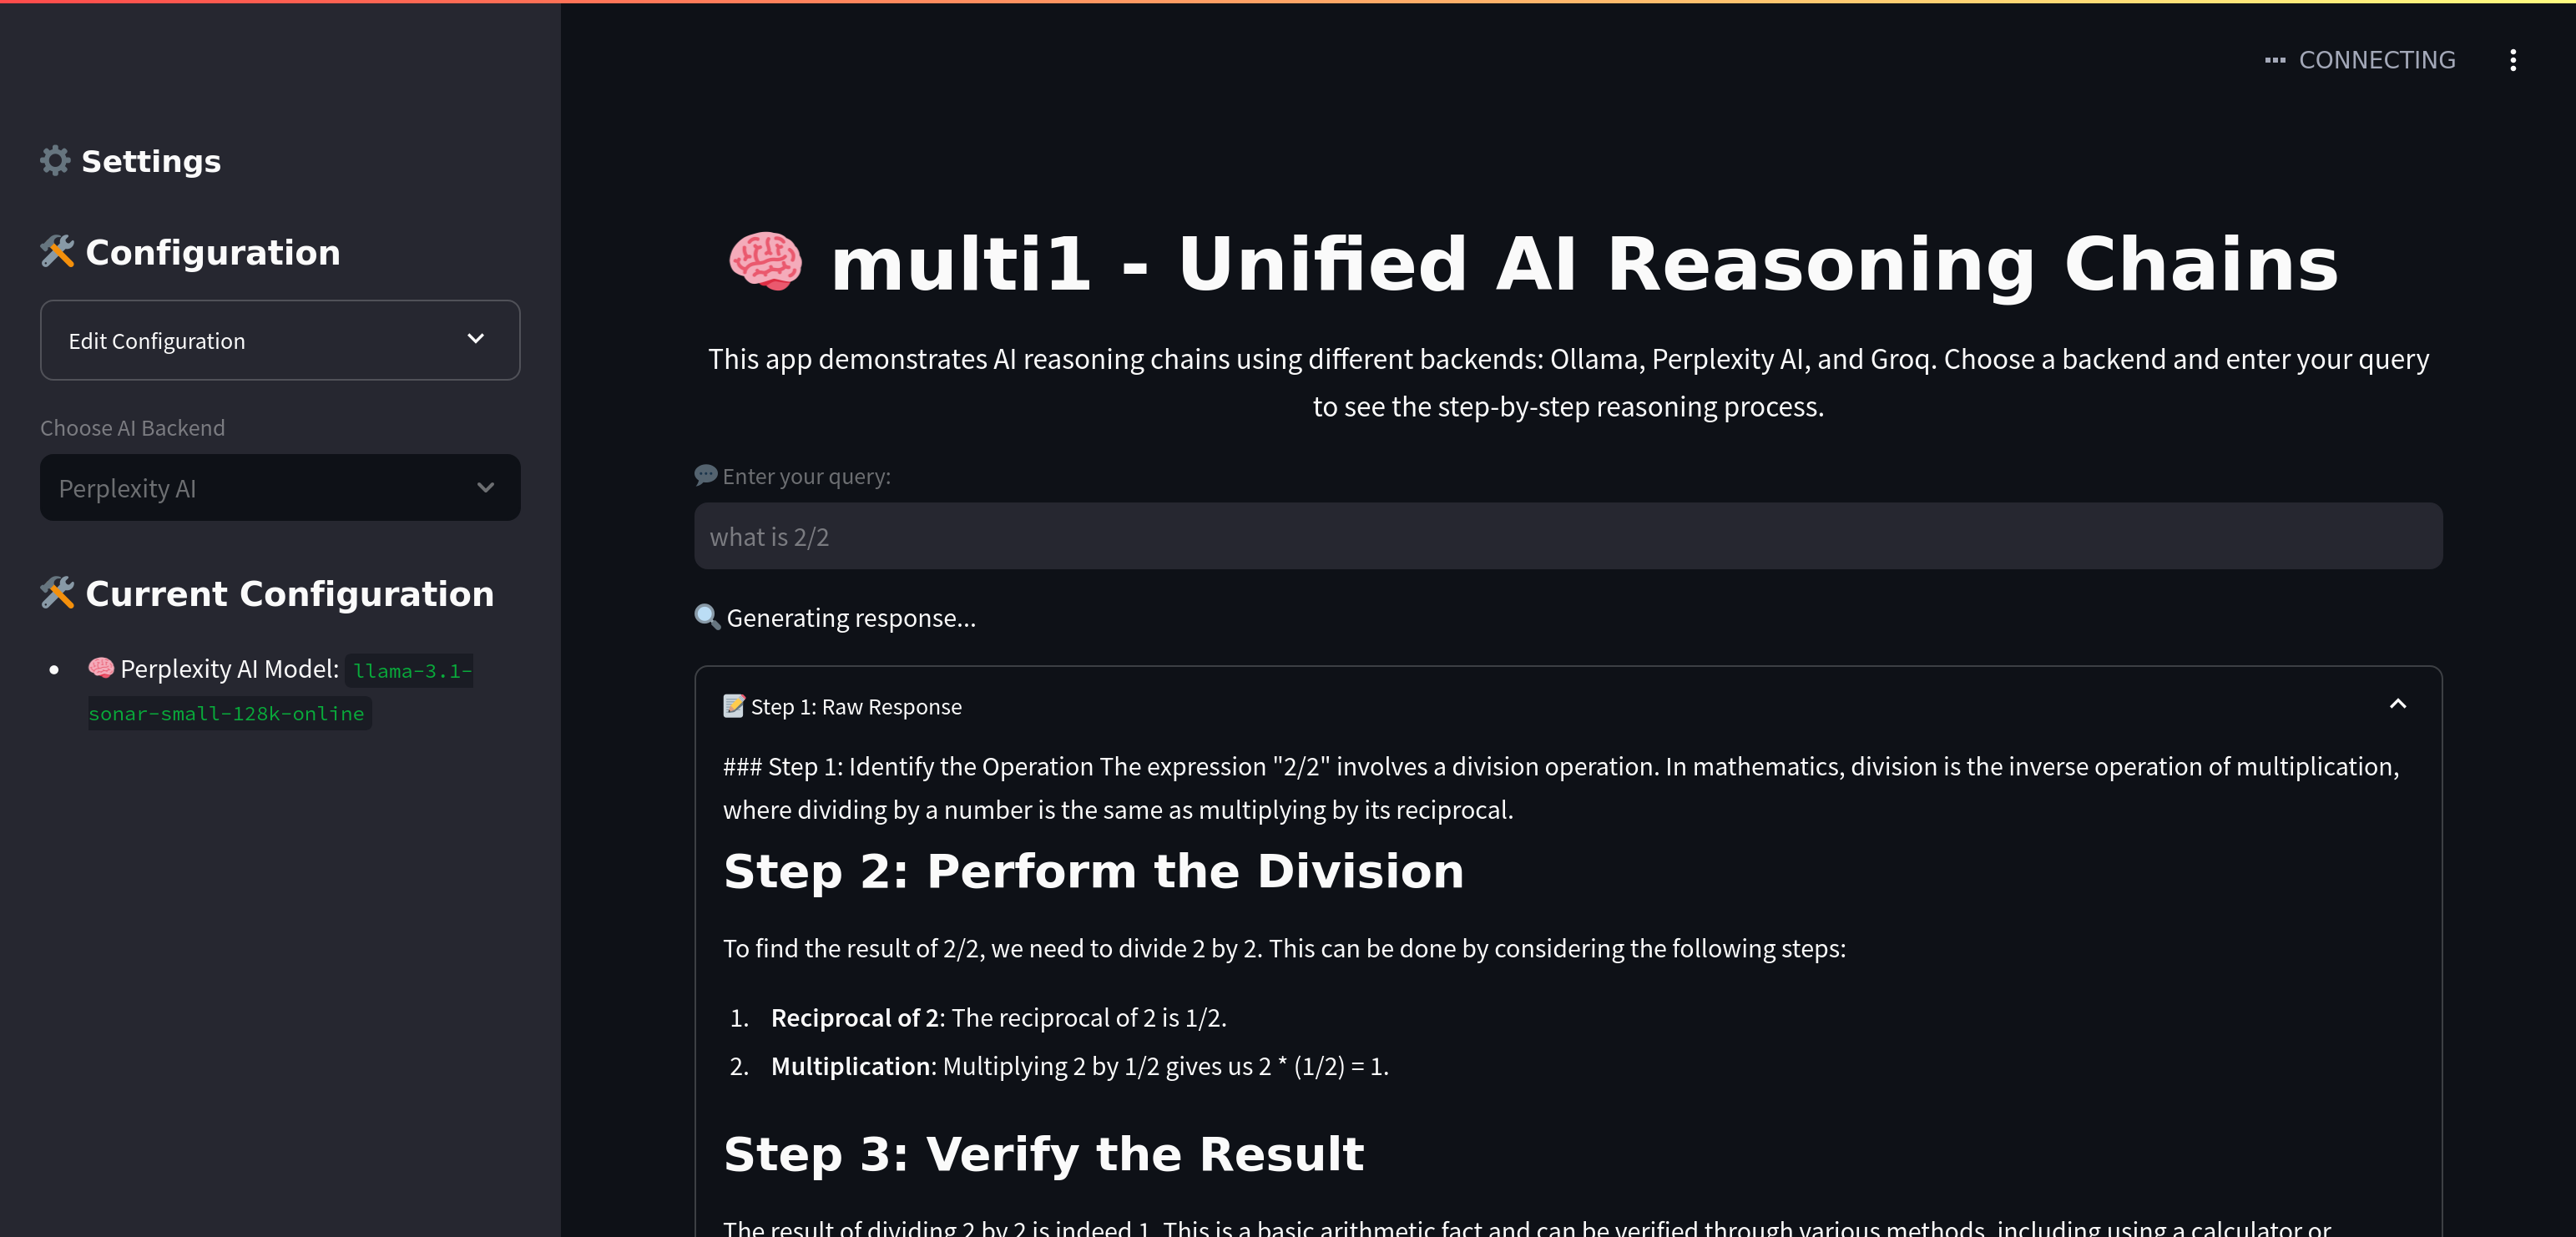 CONNECTING
Settings
Configuration
Edit Configuration
Choose AI Backend
Perplexity AI
Current Configuration
Perplexity AI Model: llama-3.1-
sonar-small-128k-online
multi1 - Unified AI Reasoning Chains
This app demonstrates AI reasoning chains using different backends: Ollama, Perplexity AI, and Groq. Choose a backend and enter your query
to see the step-by-step reasoning process.
Enter your query:
what is 2/2
Generating response...
Step 1: Raw Response
### Step 1: Identify the Operation The expression "2/2" involves a division operation. In mathematics, division is the inverse operation of multiplication,
where dividing by a number is the same as multiplying by its reciprocal.
Step 2: Perform the Division
To find the result of 2/2, we need to divide 2 by 2. This can be done by considering the following steps:
1. Reciprocal of 2: The reciprocal of 2 is 1/2.
2. Multiplication: Multiplying 2 by 1/2 gives us 2 * (1/2) = 1.
Step 3: Verify the Result
The result of dividing 2 by 2 is indeed 1. This is a basic arithmetic fact and can be verified through various methods, including using a calculator or